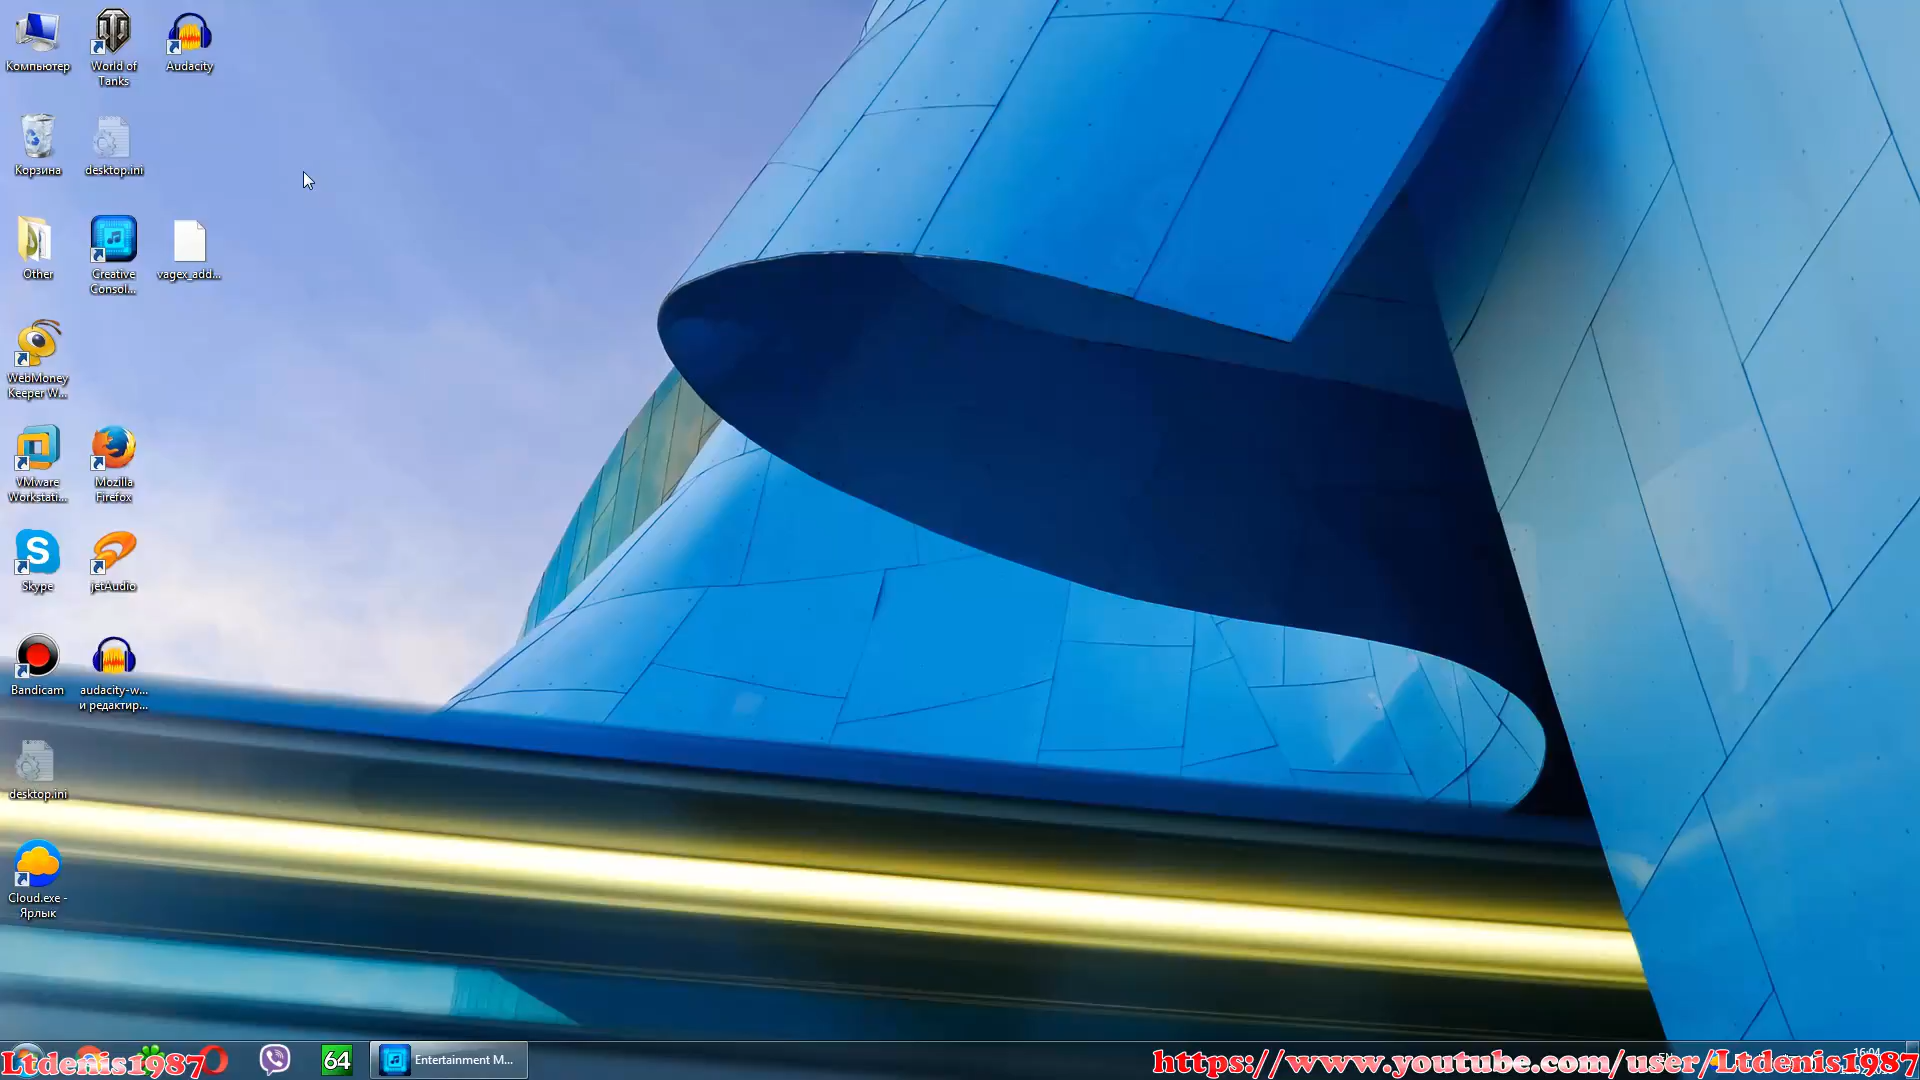 Компьютер
World of
Tanks
Audacity
Корзина
desktop.ini
Other
Creative
Consol...
vagex_add...
WebMoney
Keeper W...
VMware
Workstati...
Mozilla
Firefox
Skype
jetAudio
Bandicam
audacity-w...
и редактир...
desktop.ini
Cloud.exe -
Ярлык
Ltdenis1987
64
Entertainment M...
https://www.youtube.com/user/Ltdenis1987